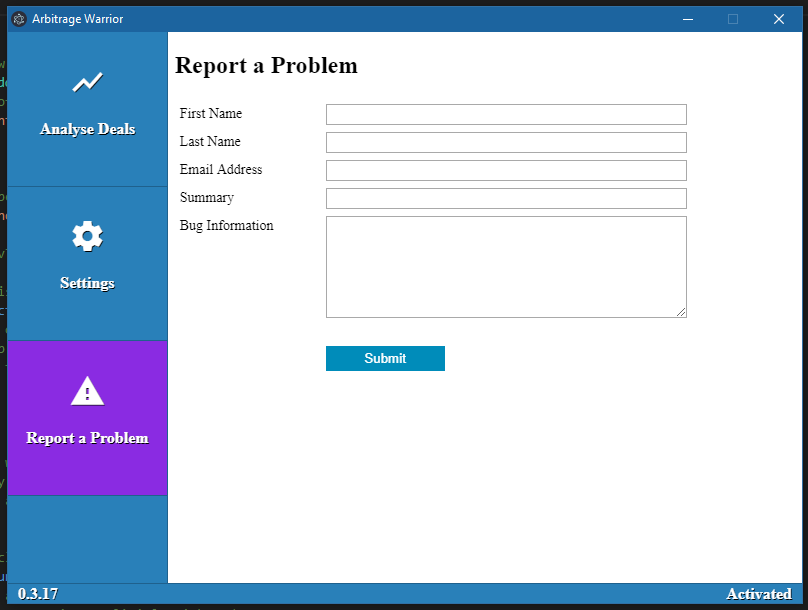 Arbitrage Warrior
Analyse Deals
Settings
Report a Problem
Report a Problem
First Name
Last Name
Email Address
Summary
Bug Information
Submit
0.3.17
Activated